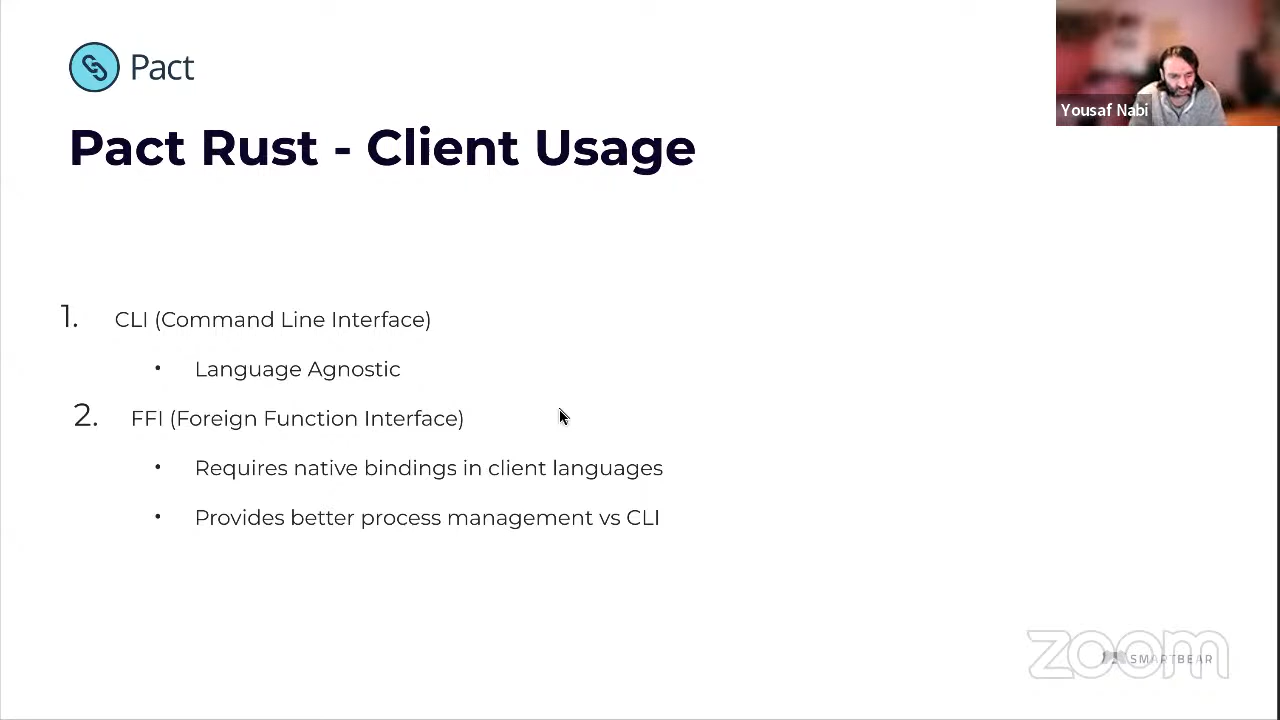 Pact
Yousaf Nabi
Pact Rust - Client Usage
1. CLI (Command Line Interface)
• Language Agnostic
2. FFI (Foreign Function Interface)
• Requires native bindings in client languages
• Provides better process management vs CLI
zoom
SMARTBEAR